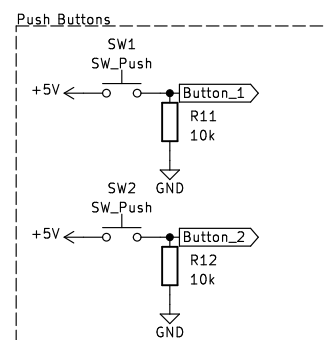 Push Buttons
SW1
SW_Push
+5V
Button_1
R11
10k
GND
SW2
SW_Push
+5V
Button_2
R12
10k
GND